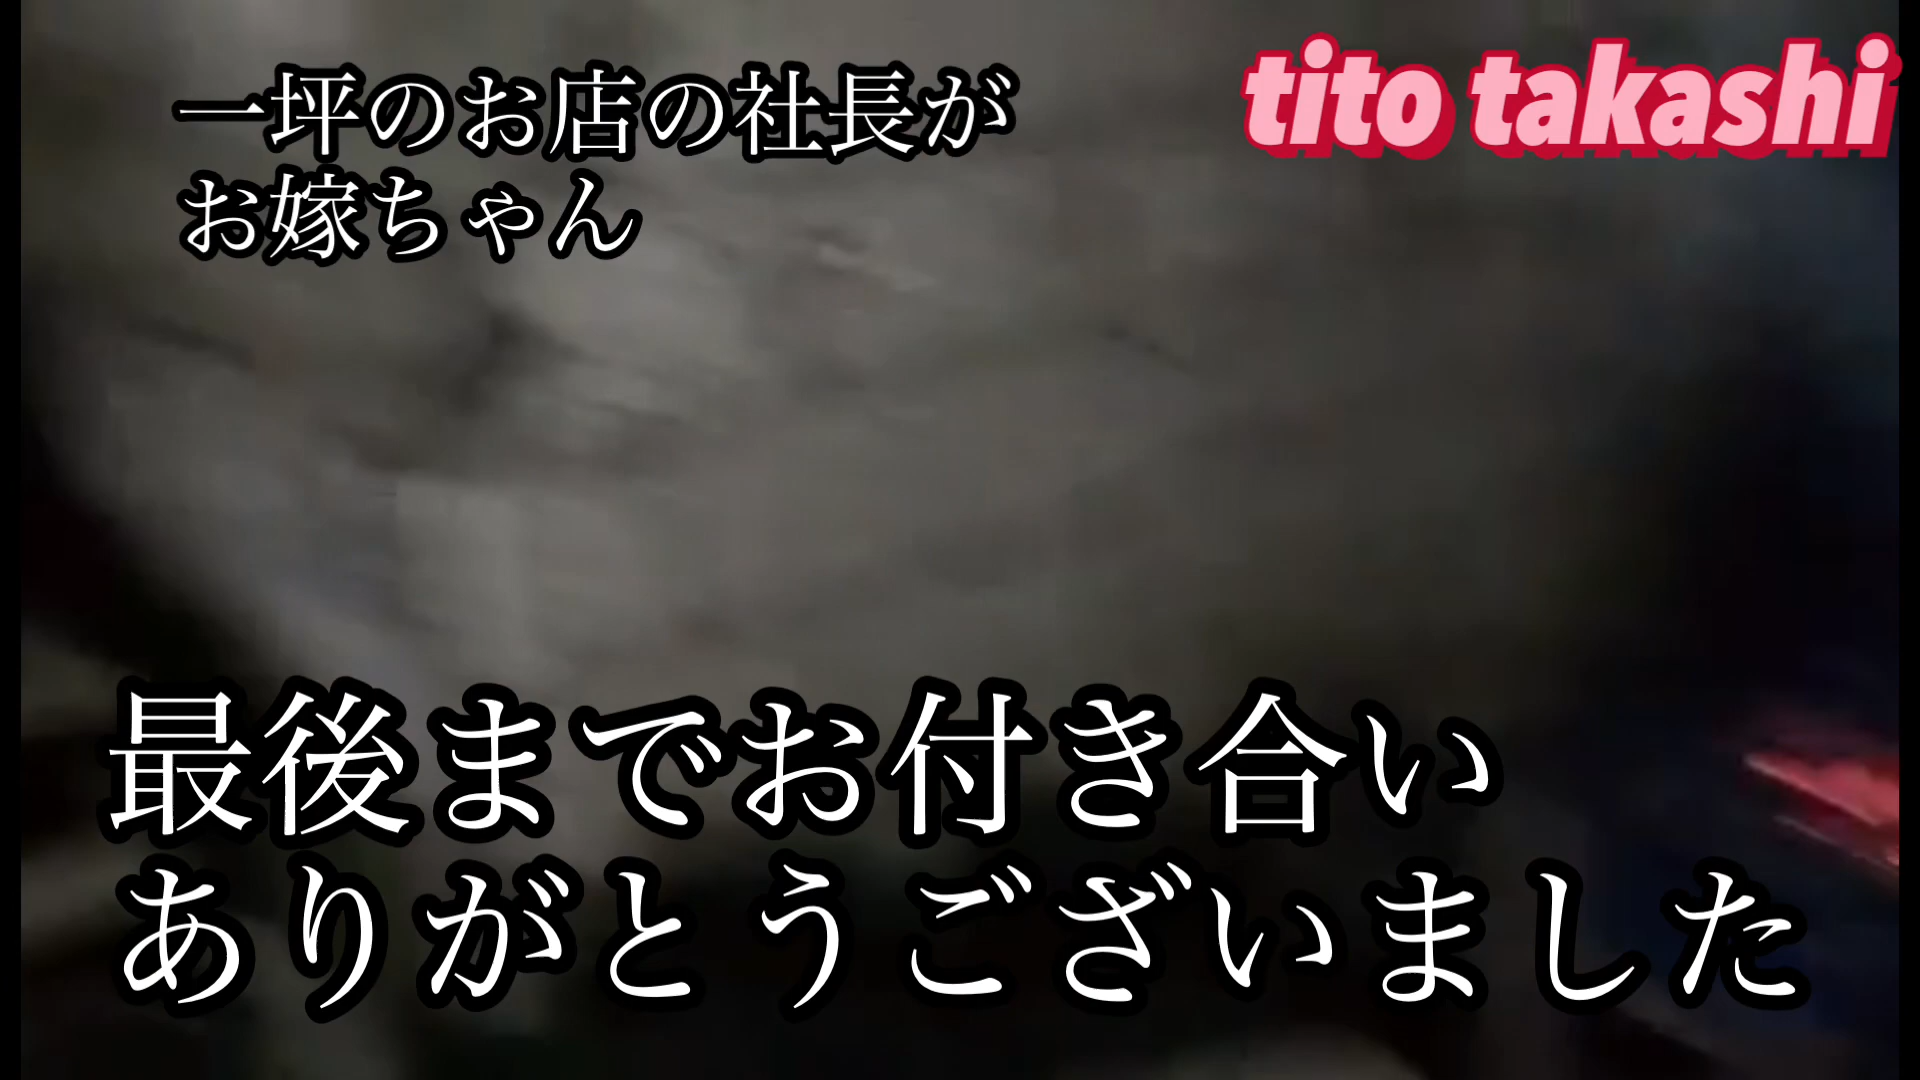 一坪のお店の社長が
お嫁ちゃん
tito takashi
最後までお付き合い
ありがとうございました